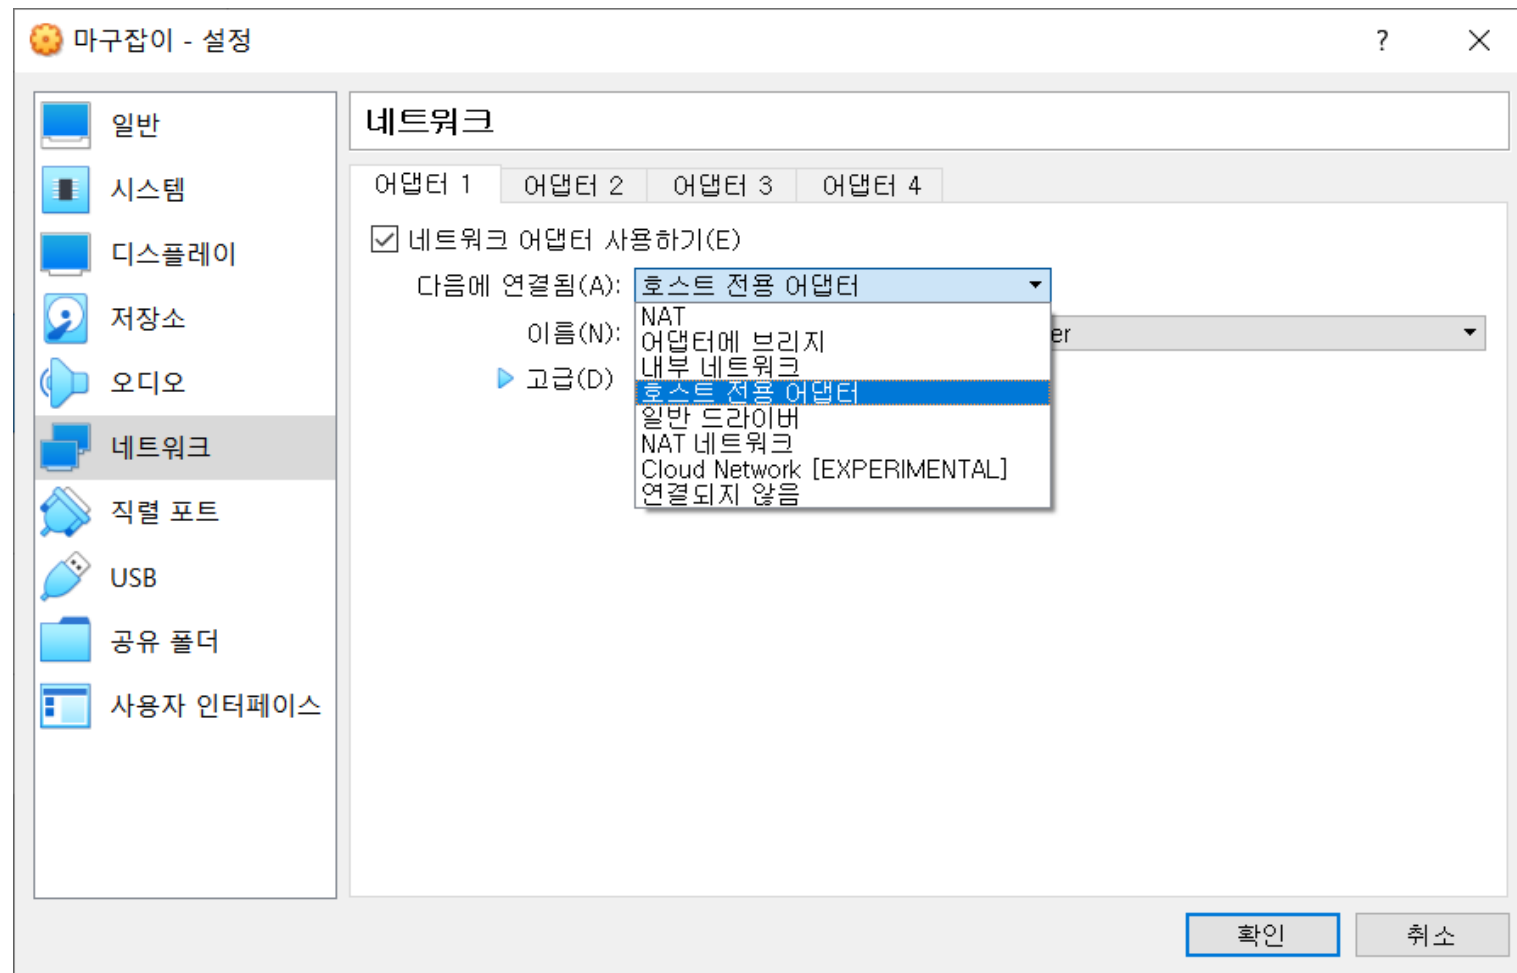 마구잡이 - 설정
?
일반
시스템
디스플레이
저장소
오디오
네트워크
직렬 포트
USB
공유 폴더
사용자 인터페이스
네트워크
어댑터 1 어댑터 2 어댑터 3 어댑터 4
네트워크 어댑터 사용하기(E)
다음에 연결됨(A): 호스트 전용 어댑터
이름(N): er
고급(D)
NAT
어댑터에 브리지
내부 네트워크
호스트 전용 어댑터
일반 드라이버
NAT 네트워크
Cloud Network [EXPERIMENTAL]
연결되지 않음
확인 취소